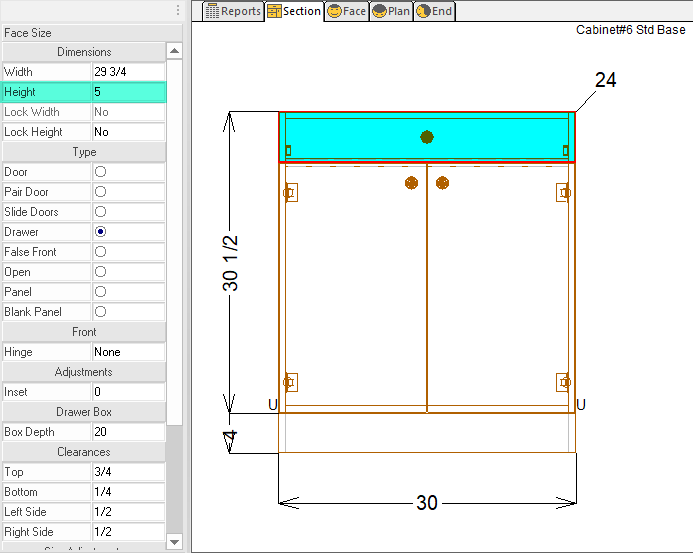 Reports Section Face Plan End
Face Size
Cabinet#6 Std Base
Dimensions
Width 29 3/4
Height 5
Lock Width No
Lock Height No
Type
Door
Pair Door
Slide Doors
Drawer
False Front
Open
Panel
Blank Panel
Front
Hinge None
Adjustments
Inset 0
Drawer Box
Box Depth 20
Clearances
Top 3/4
Bottom 1/4
Left Side 1/2
Right Side 1/2
24
30 1/2
U U
4
30